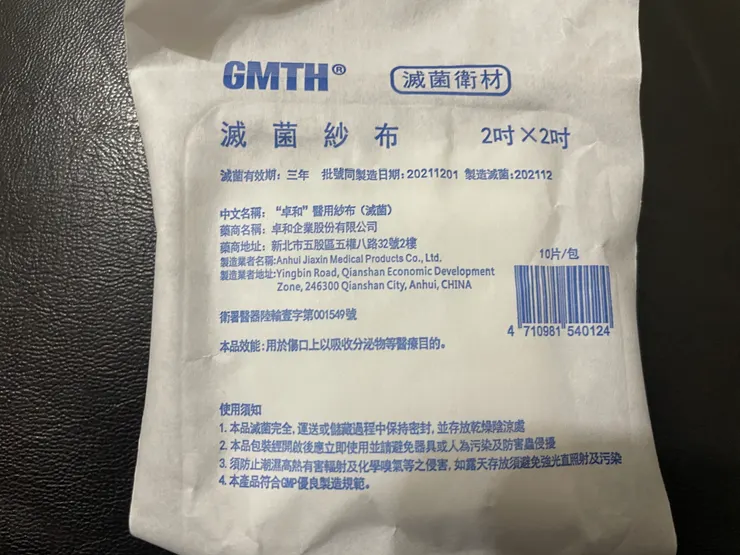 GMTH® 滅菌衛材
滅菌紗布 2吋×2吋
滅菌有效期：三年 批號同製造日期:20211201 製造滅菌:202112
中文名稱：“卓和”醫用紗布（滅菌）
藥商名稱：卓和企業股份有限公司
藥商地址：新北市五股區五權八路32號2樓
製造業者名稱:Anhui Jiaxin Medical Products Co., Ltd.
製造業者地址:Yingbin Road, Qianshan Economic Development
Zone, 246300 Qianshan City, Anhui, CHINA
10片/包
4 710981 540124
衛署醫器陸輸壹字第001549號
本品效能:用於傷口上以吸收分泌物等醫療目的。
使用須知
1. 本品滅菌完全, 運送或儲藏過程中保持密封, 並存放乾燥陰涼處
2. 本品包裝經開啟後應立即使用並請避免器具或人為污染及防害蟲侵擾
3. 須防止潮濕高熱有害輻射及化學嗅氣等之侵害, 如露天存放須避免強光直照射及污染
4. 本產品符合GMP優良製造規範。